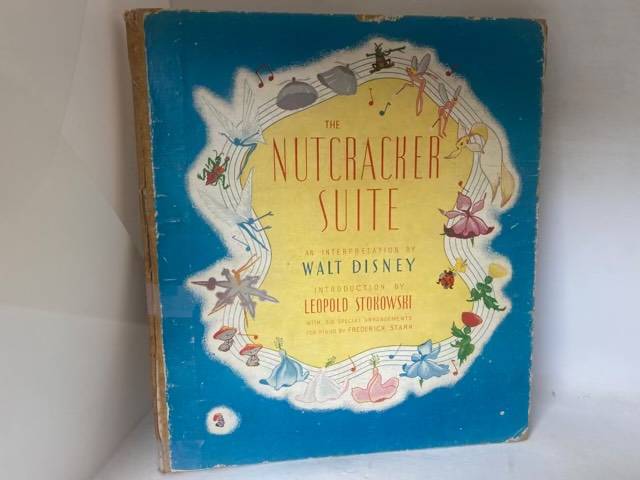 THE
NUTCRACKER
SUITE
AN INTERPRETATION BY
WALT DISNEY
INTRODUCTION BY
LEOPOLD STOKOWSKI
WITH SIX SPECIAL ARRANGEMENTS
FOR PIANO BY FREDERICK STARK